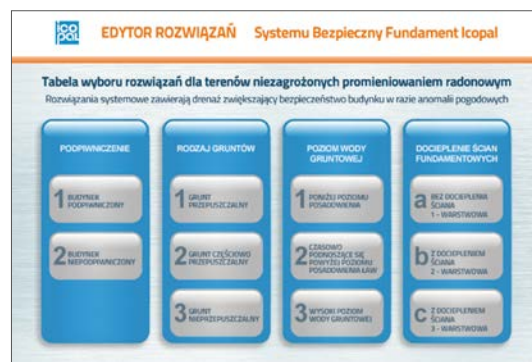 ico
pal
EDYTOR ROZWIĄZAŃ Systemu Bezpieczny Fundament Icopal
Tabela wyboru rozwiązań dla terenów niezagrożonych promieniowaniem radonowym
Rozwiązania systemowe zawierają drenaż zwiększający bezpieczeństwo budynku w razie anomalii pogodowych
PODPIWNICZENIE
1 BUDYNEK
PODPIWNICZONY
2 BUDYNEK
NIEPODPIWNICZONY
RODZAJ GRUNTÓW
1 GRUNT
PRZEPUSZCZALNY
2 GRUNT CZĘŚCIOWO
PRZEPUSZCZALNY
3 GRUNT
NIEPRZEPUSZCZALNY
POZIOM WODY
GRUNTOWEJ
1 PONIŻEJ POZIOMU
POSADOWIENIA
2 CZASOWO
PODNOSZĄCE SIĘ
POWYŻEJ POZIOMU
POSADOWIENIA ŁAW
3 WYSOKI POZIOM
WODY GRUNTOWEJ
DOCIEPLENIE ŚCIAN
FUNDAMENTOWYCH
a BEZ DOCIEPLENIA
ŚCIANA
1 - WARSTWOWA
b Z DOCIEPLENIEM
ŚCIANA
2 - WARSTWOWA
c Z DOCIEPLENIEM
ŚCIANA
3 - WARSTWOWA